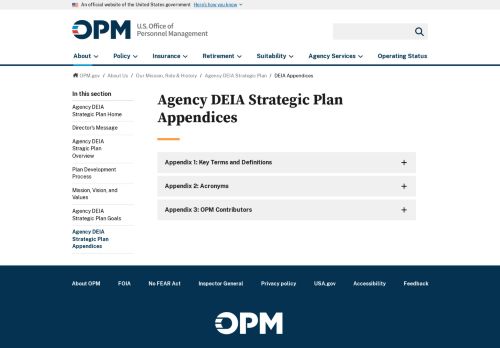 An official website of the United States government Here's how you know
OPM
U.S. Office of
Personnel Management
About Policy Insurance Retirement Suitability Agency Services Operating Status
OPM.gov / About Us / Our Mission, Role & History / Agency DEIA Strategic Plan / DEIA Appendices
In this section
Agency DEIA
Strategic Plan Home
Director's Message
Agency DEIA
Stragic Plan
Overview
Plan Development
Process
Mission, Vision, and
Values
Agency DEIA
Strategic Plan Goals
Agency DEIA
Strategic Plan
Appendices
Agency DEIA Strategic Plan
Appendices
Appendix 1: Key Terms and Definitions
Appendix 2: Acronyms
Appendix 3: OPM Contributors
About OPM FOIA No FEAR Act Inspector General Privacy policy USA.gov Accessibility Feedback
OPM